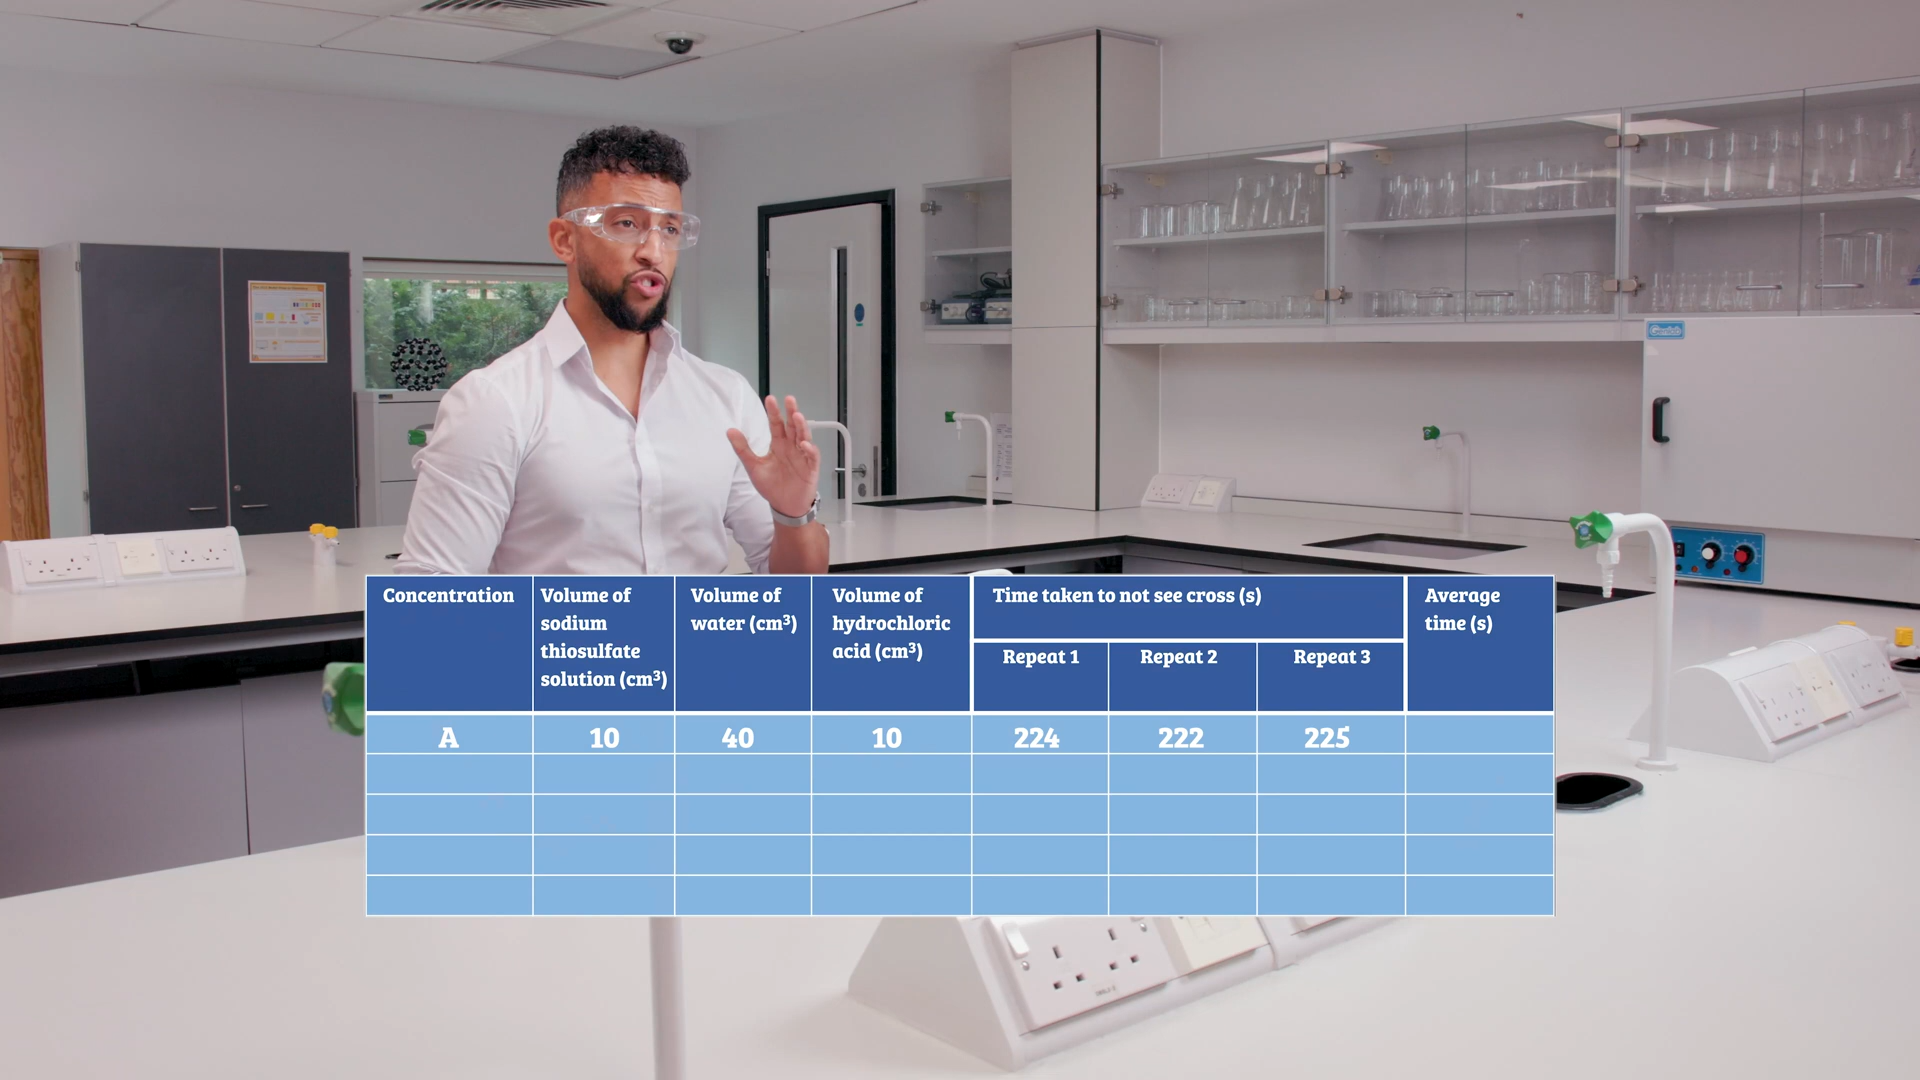 Genlab
Concentration
Volume of
sodium
thiosulfate
solution (cm³)
Volume of
water (cm³)
Volume of
hydrochloric
acid (cm³)
Time taken to not see cross (s)
Repeat 1
Repeat 2
Repeat 3
Average
time (s)
A 10 40 10 224 222 225